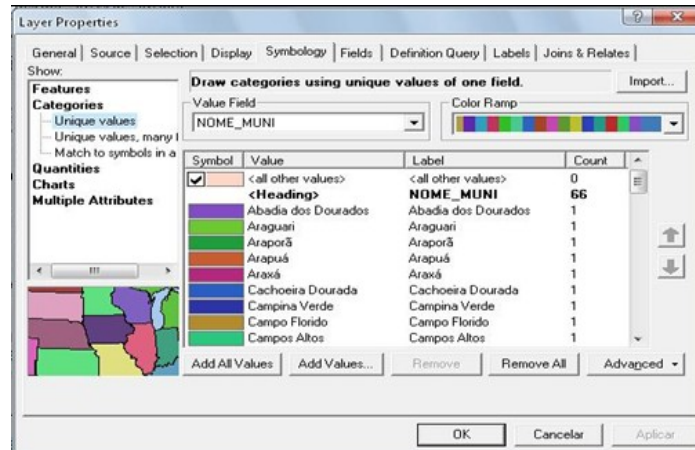 Layer Properties
General Source Selection Display Symbology Fields Definition Query Labels Joins & Relates
Show:
Features
Categories
Unique values
Unique values, many
Match to symbols in a
Quantities
Charts
Multiple Attributes
Draw categories using unique values of one field.
Import...
Value Field
NOME_MUNI
Color Ramp
Symbol Value Label Count
<all other values> <all other values> 0
<Heading> NOME_MUNI 66
Abadia dos Dourados Abadia dos Dourados 1
Araguari Araguari 1
Araporã Araporã 1
Arapuá Arapuá 1
Araxá Araxá 1
Cachoeira Dourada Cachoeira Dourada 1
Campina Verde Campina Verde 1
Campo Florido Campo Florido 1
Campos Altos Campos Altos 1
Add All Values Add Values... Remove Remove All Advanced
OK Cancelar Aplicar